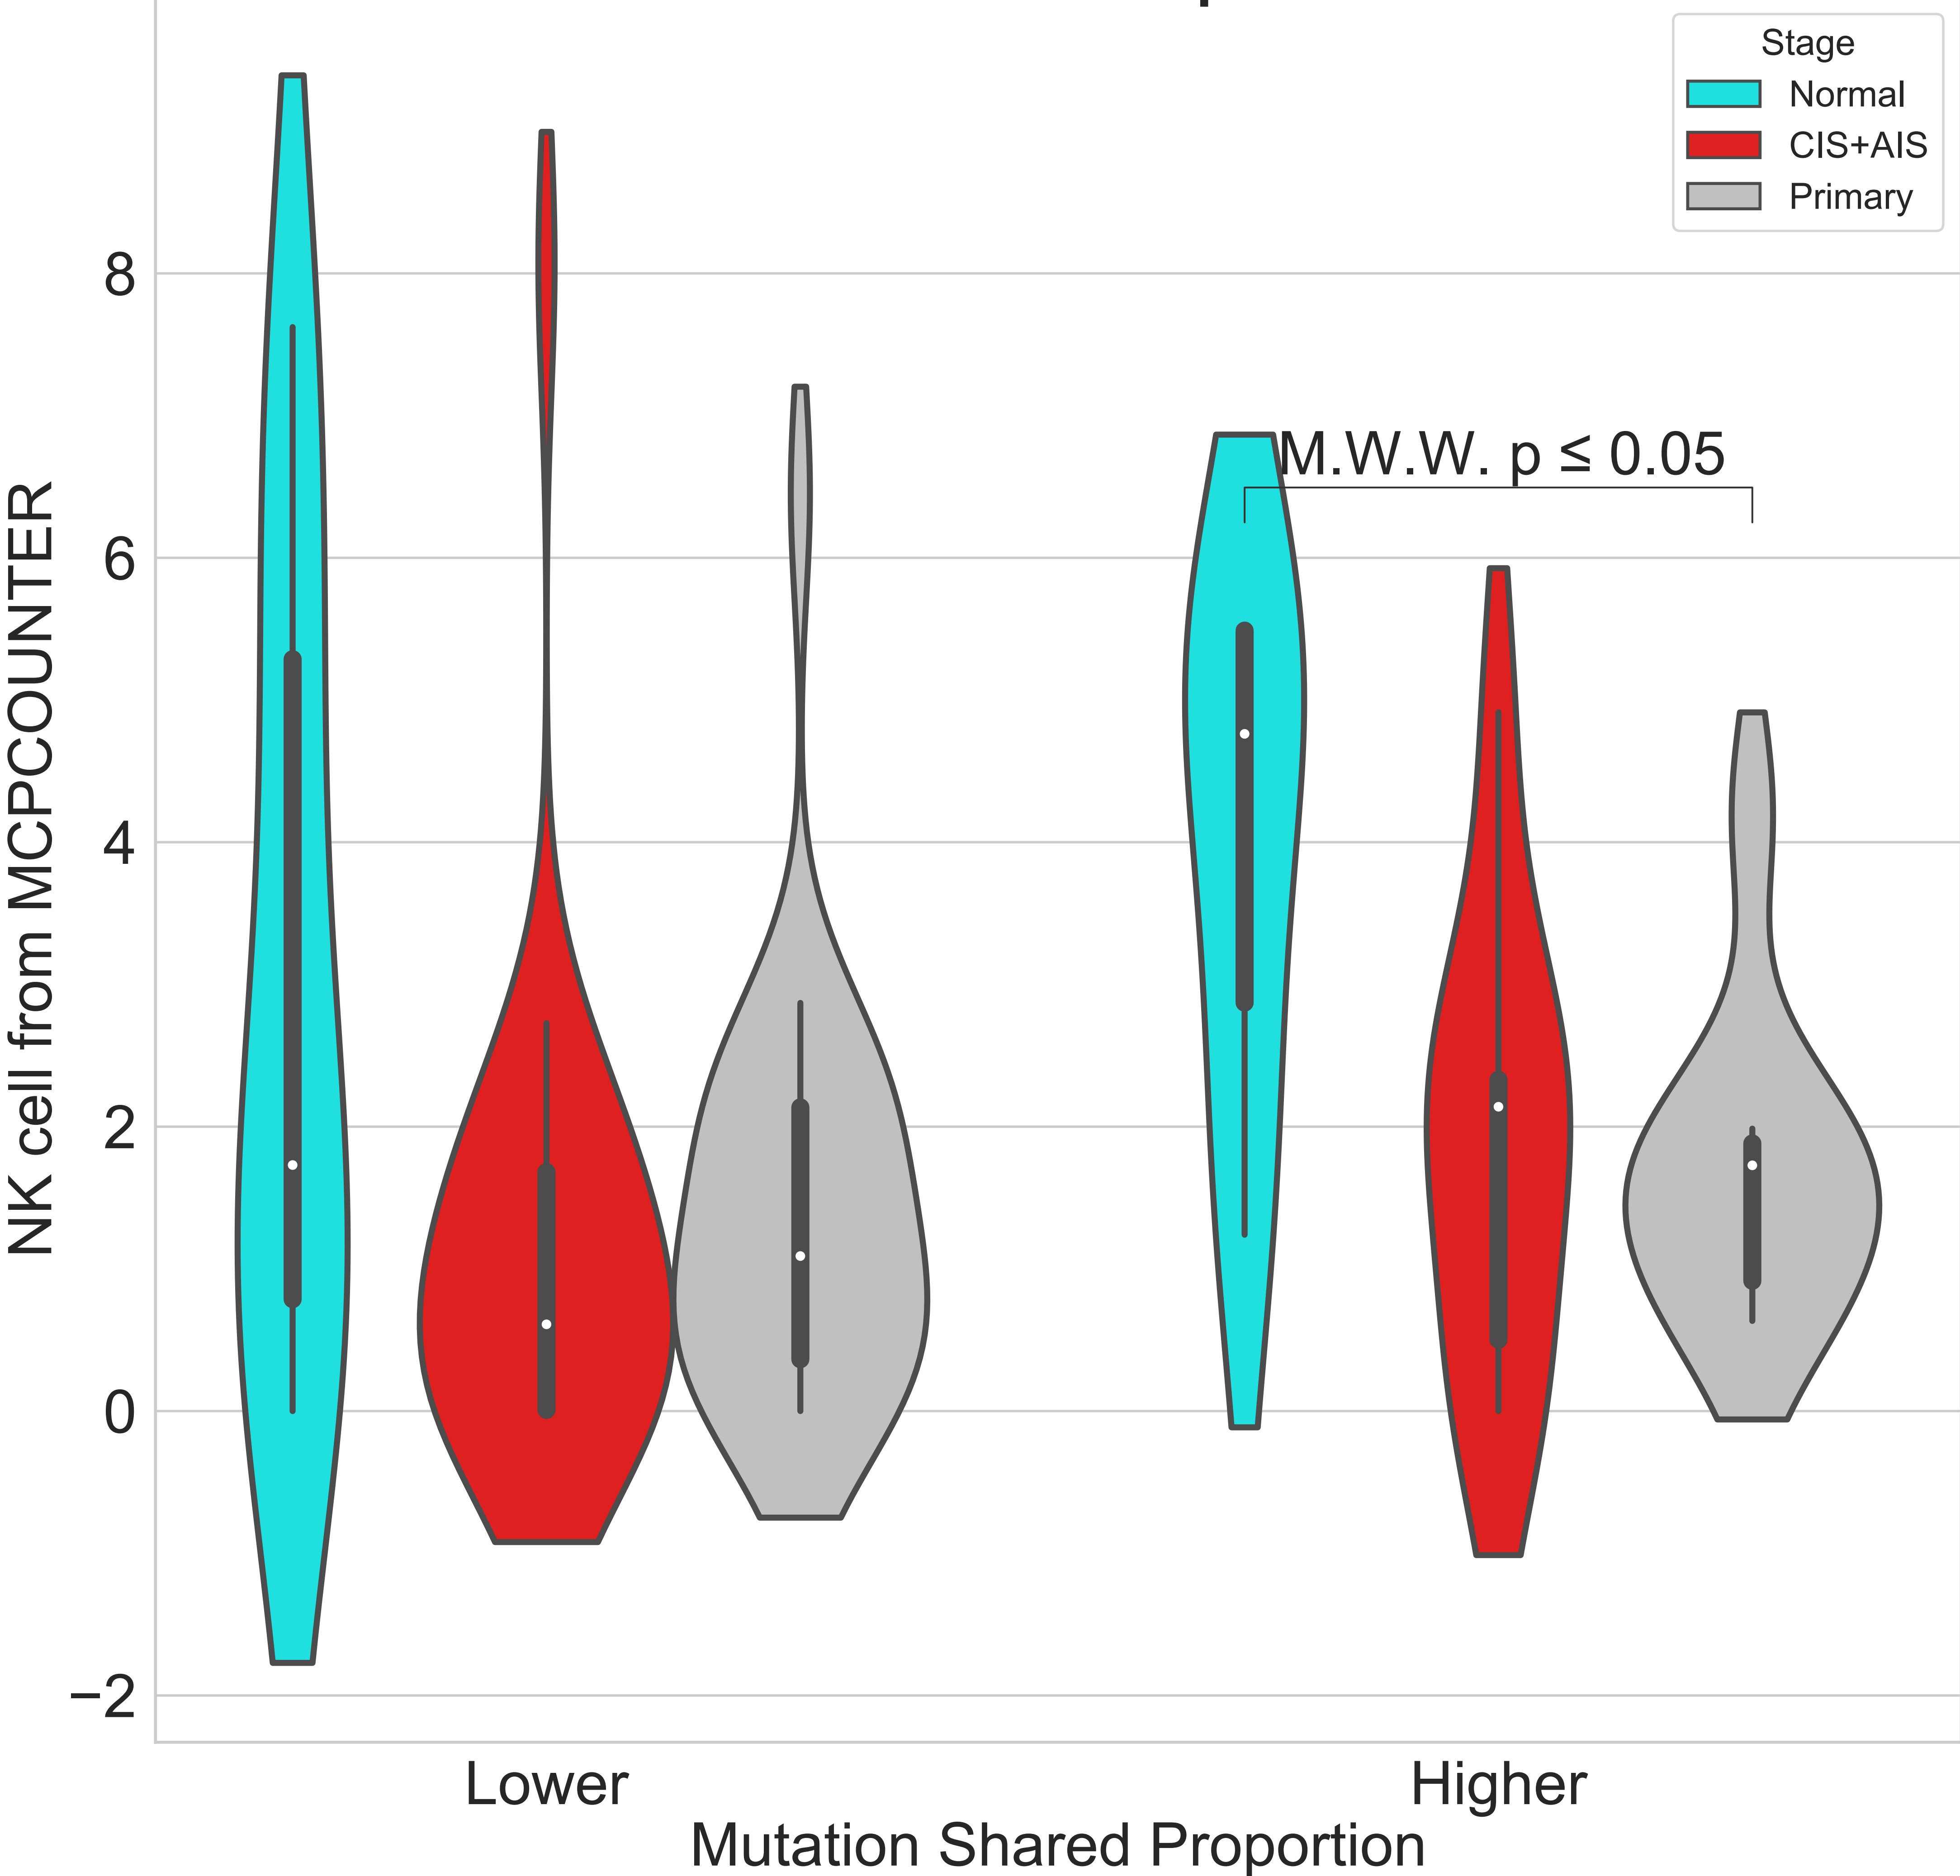 Stage
Normal
CIS+AIS
Primary
8
6
4
2
0
−2
NK cell from MCPCOUNTER
M.W.W. p ≤ 0.05
Lower
Higher
Mutation Shared Proportion